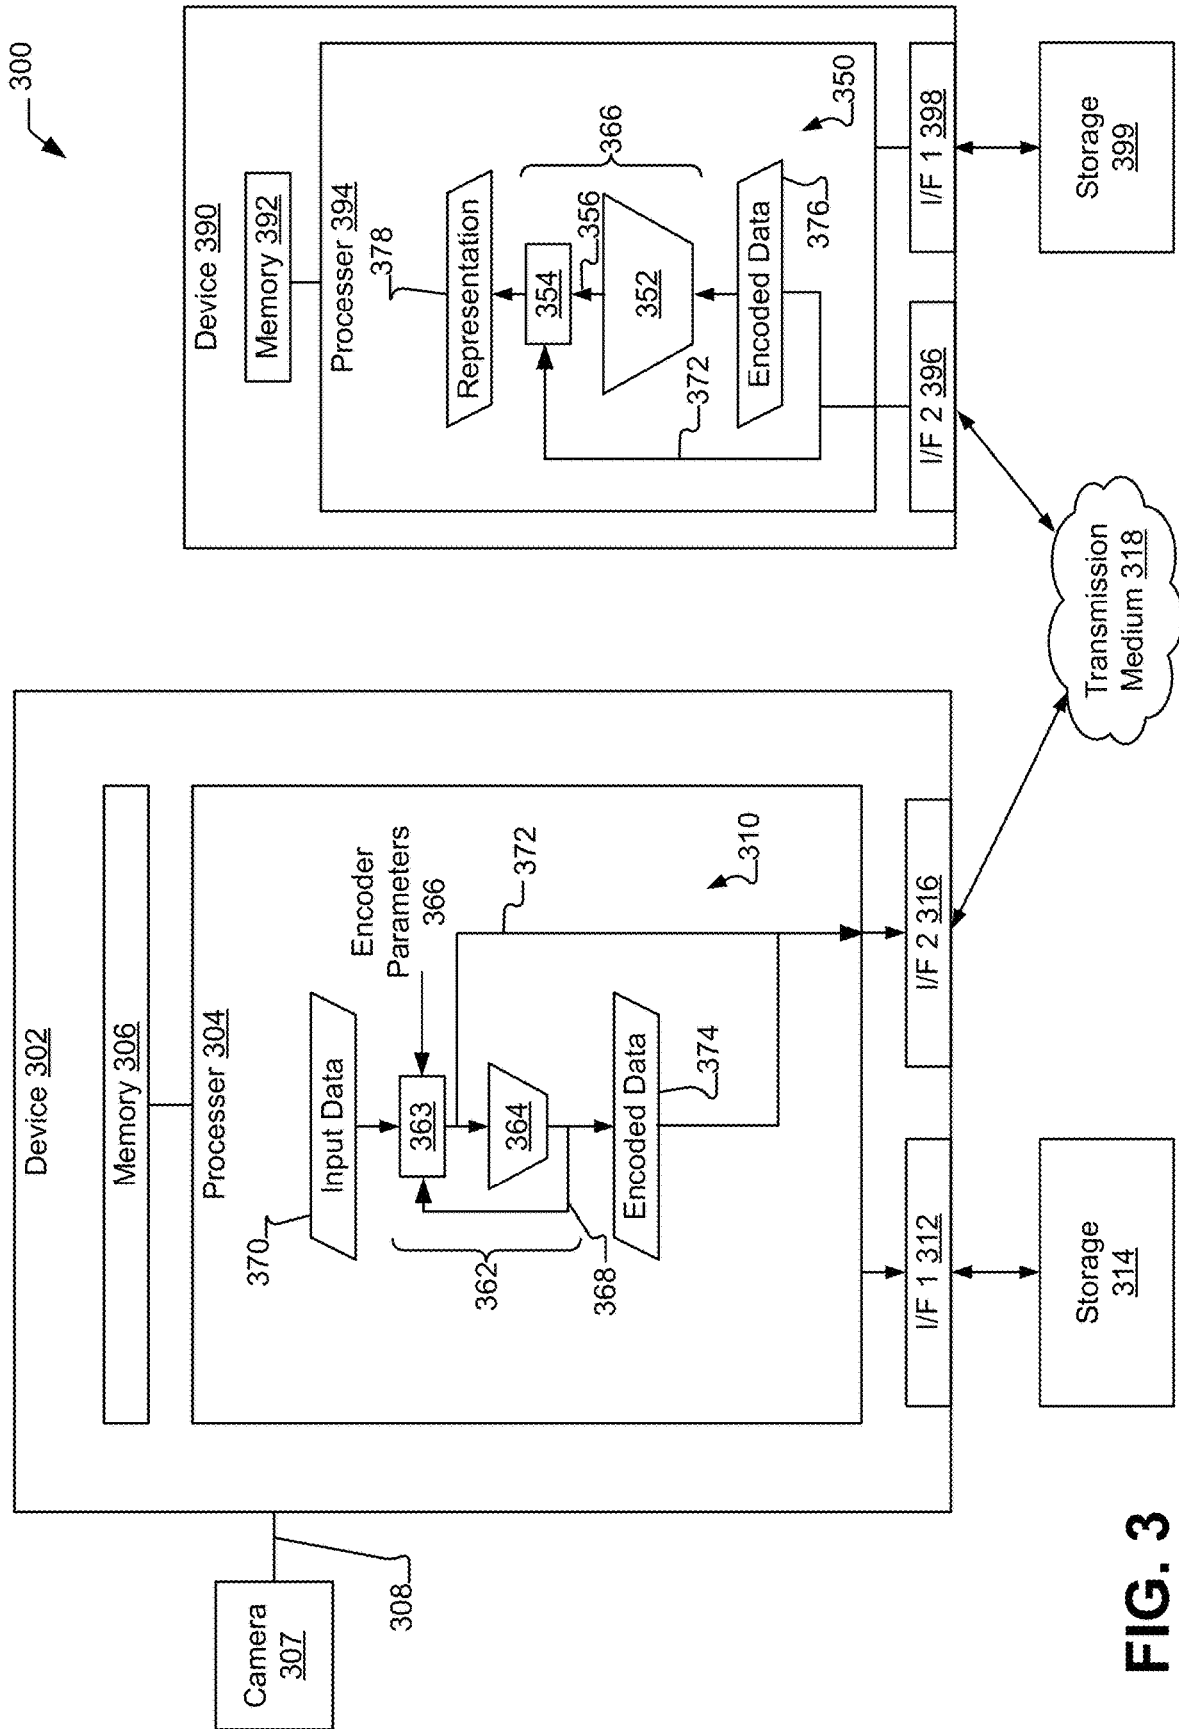 300
Device 302
Memory 306
Processer 304
370
Input Data
Encoder
Parameters
366
363
372
364
362
368
Encoded Data
374
310
I/F 1 312
I/F 2 316
Storage
314
Camera
307
308
Transmission
Medium 318
Device 390
Memory 392
Processer 394
378
Representation
354
356
366
352
372
Encoded Data
376
350
I/F 2 396
I/F 1 398
Storage
399
FIG. 3